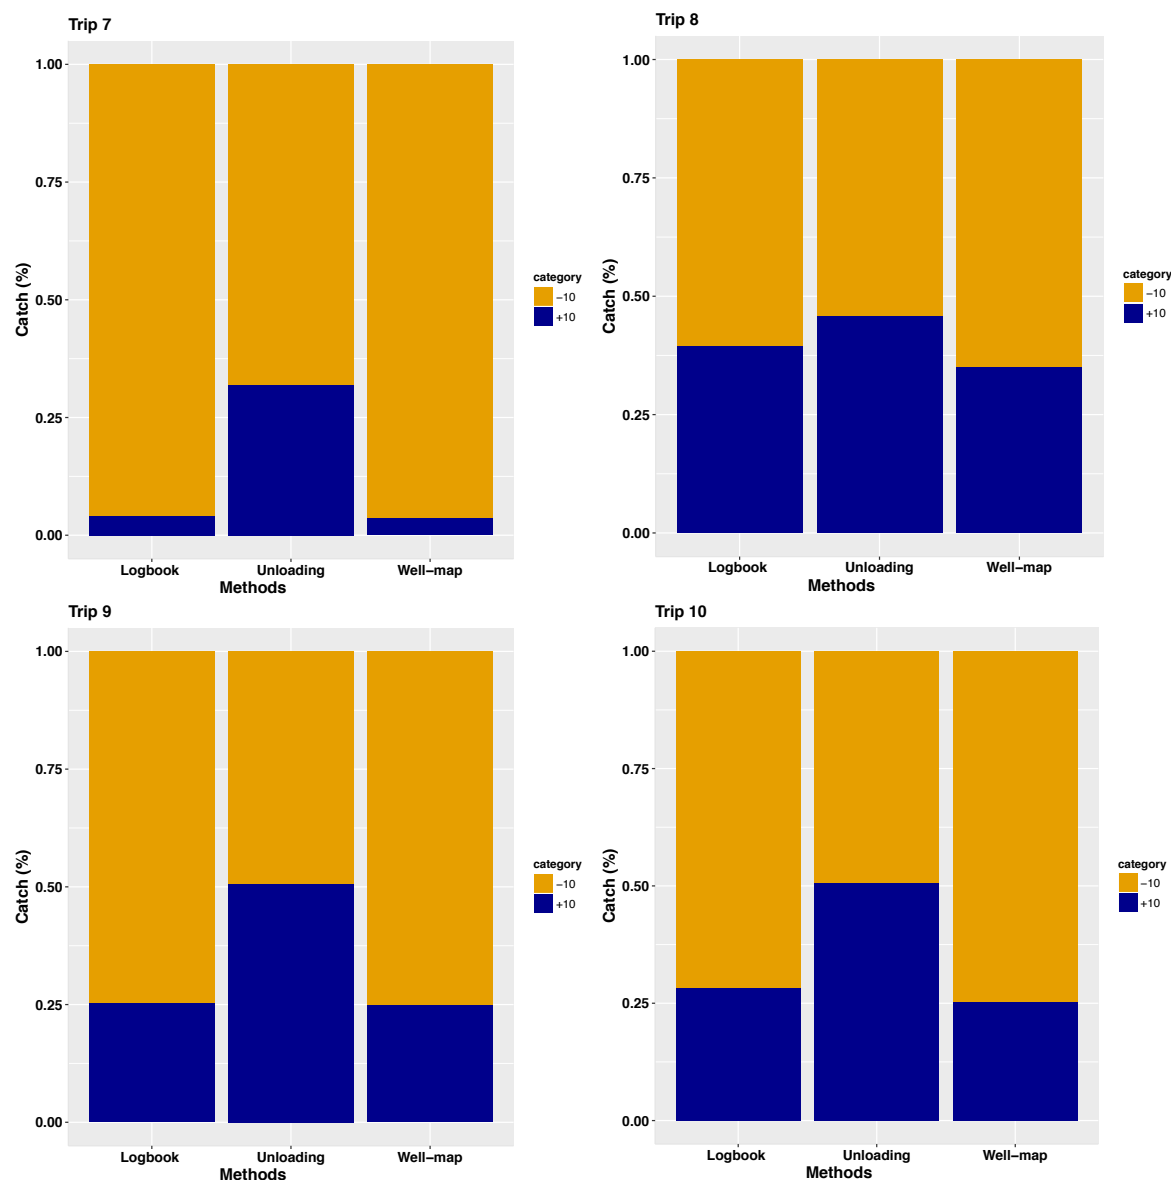 Trip 7
1.00
0.75
0.50
0.25
0.00
Catch (%)
Logbook Unloading Well−map
Methods
category
−10
+10
Trip 8
1.00
0.75
0.50
0.25
0.00
Catch (%)
Logbook Unloading Well−map
Methods
category
−10
+10
Trip 9
1.00
0.75
0.50
0.25
0.00
Catch (%)
Logbook Unloading Well−map
Methods
category
−10
+10
Trip 10
1.00
0.75
0.50
0.25
0.00
Catch (%)
Logbook Unloading Well−map
Methods
category
−10
+10